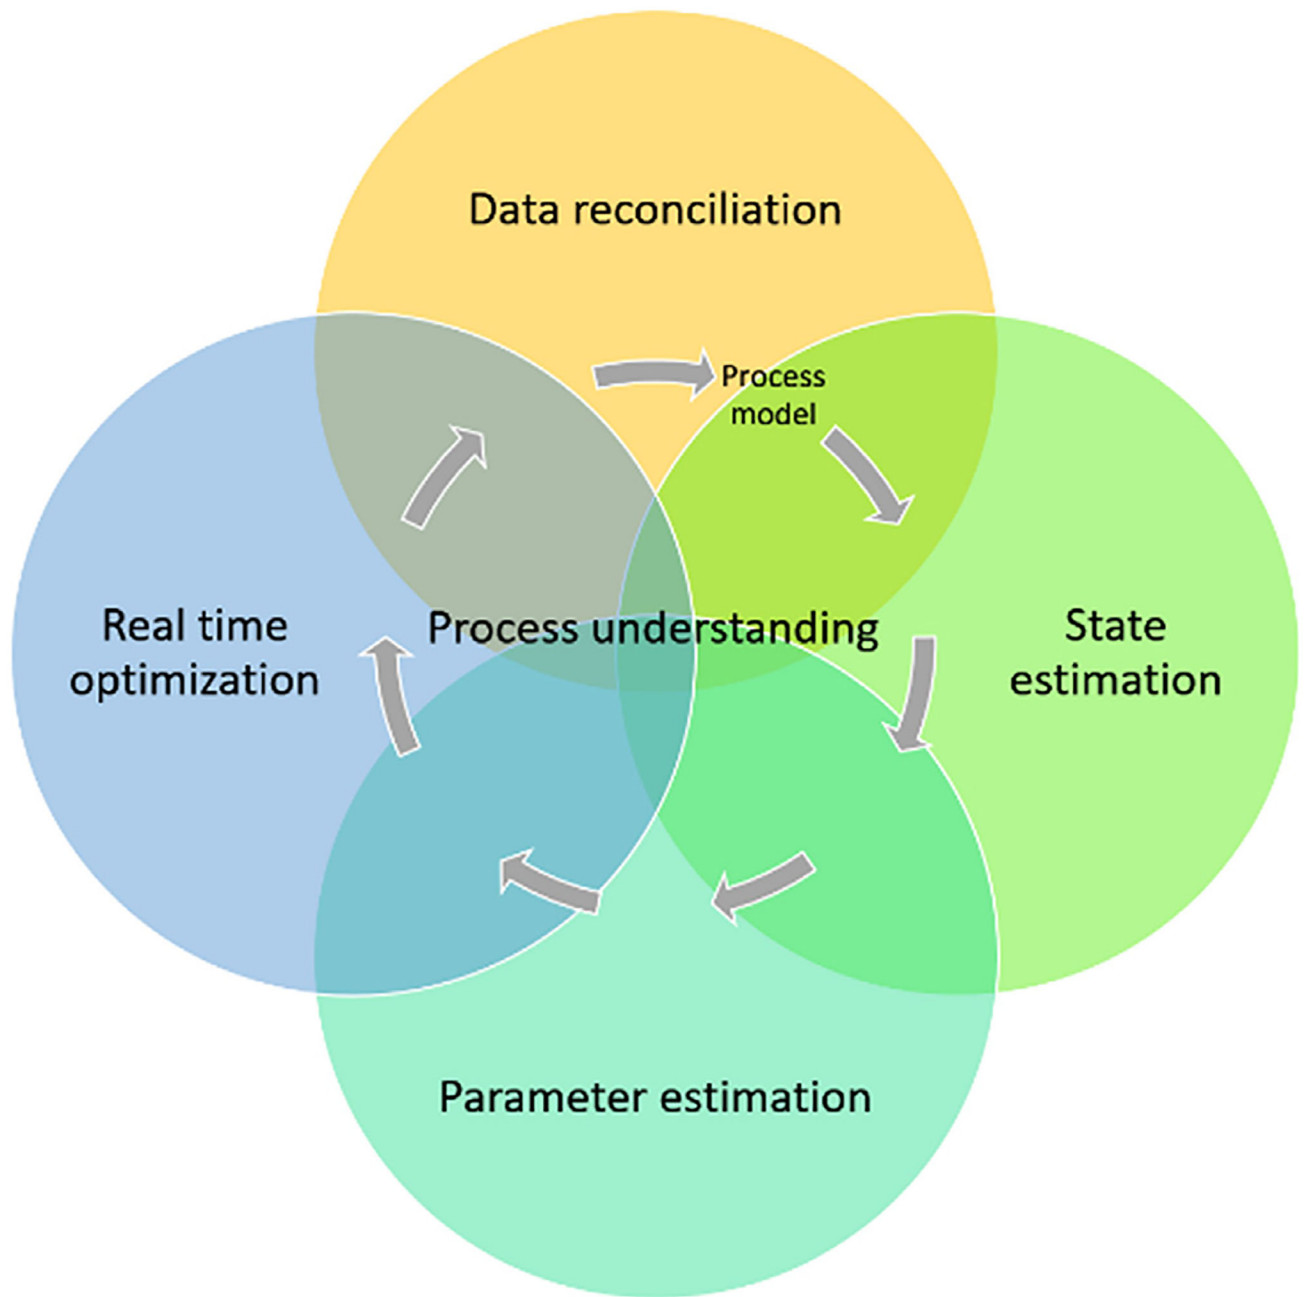 Data reconciliation
Process
model
Real time
optimization
Process understanding
State
estimation
Parameter estimation